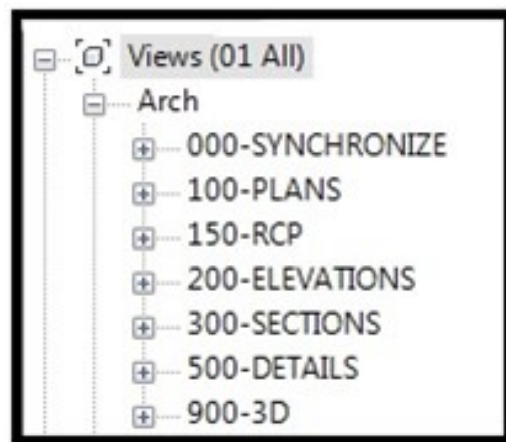 Views (01 All)
Arch
000-SYNCHRONIZE
100-PLANS
150-RCP
200-ELEVATIONS
300-SECTIONS
500-DETAILS
900-3D